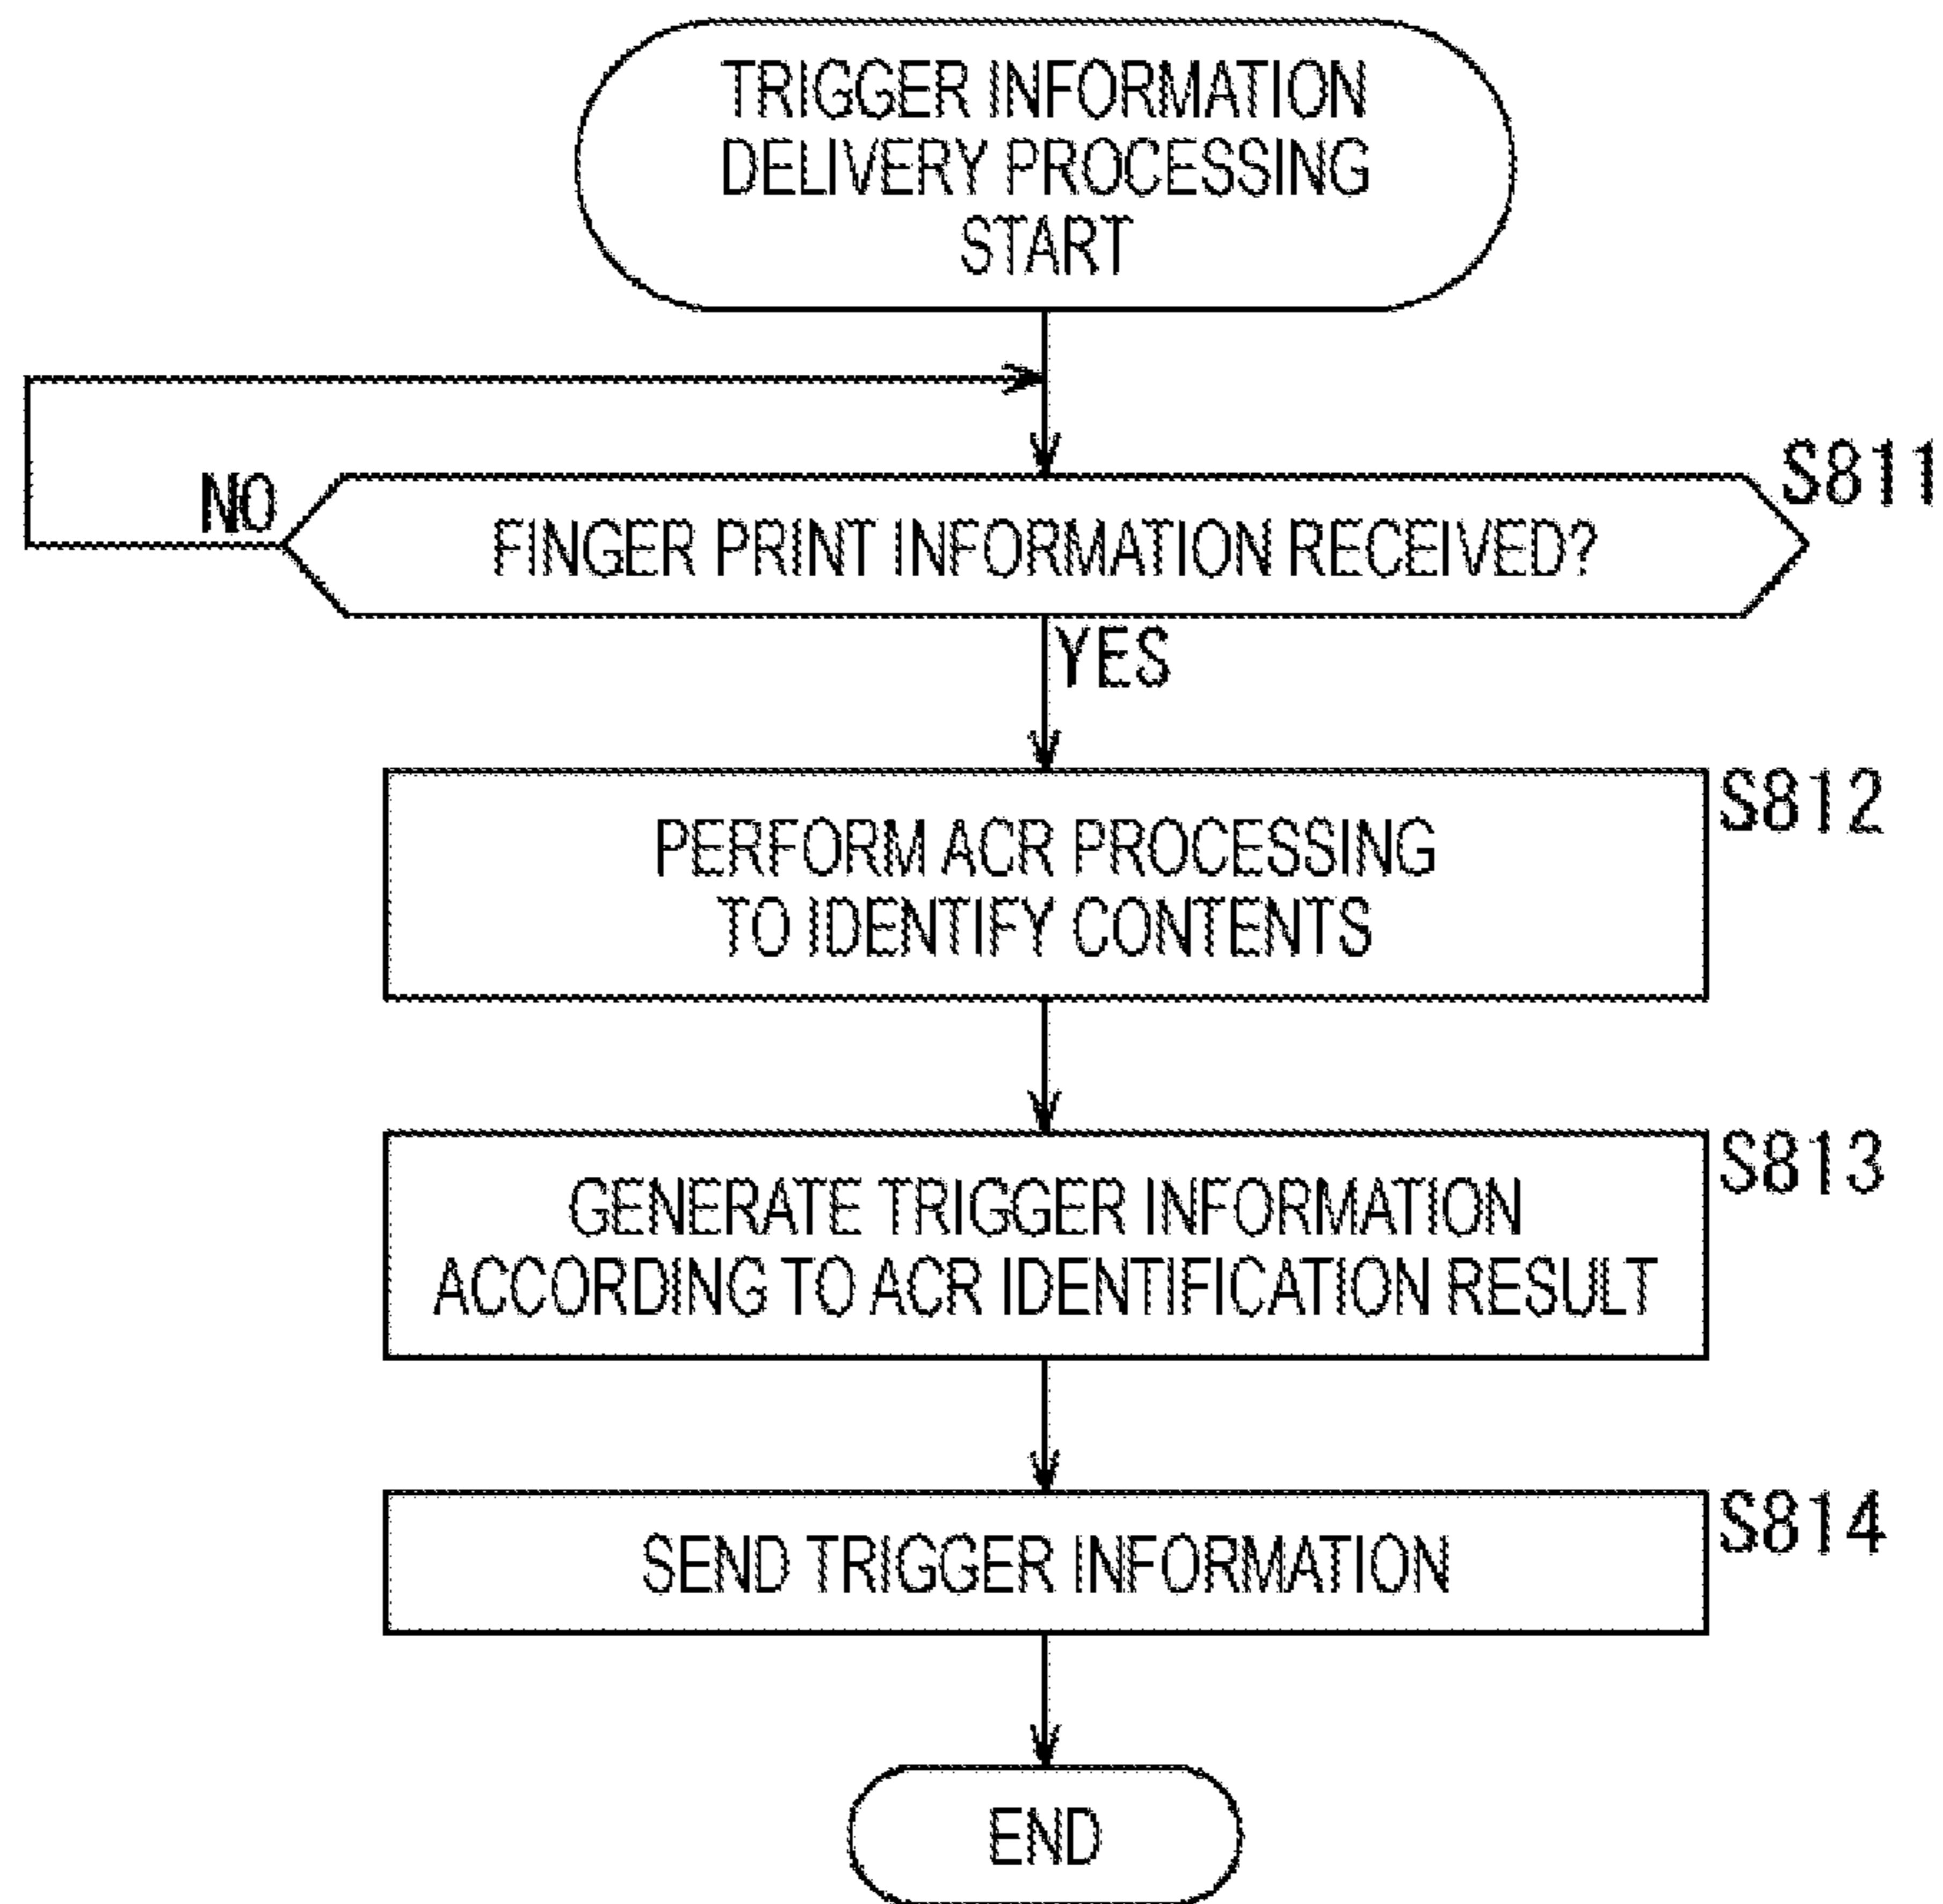 TRIGGER INFORMATION
DELIVERY PROCESSING
START
S811
NO
FINGER PRINT INFORMATION RECEIVED?
YES
S812
PERFORM ACR PROCESSING
TO IDENTIFY CONTENTS
S813
GENERATE TRIGGER INFORMATION
ACCORDING TO ACR IDENTIFICATION RESULT
S814
SEND TRIGGER INFORMATION
END